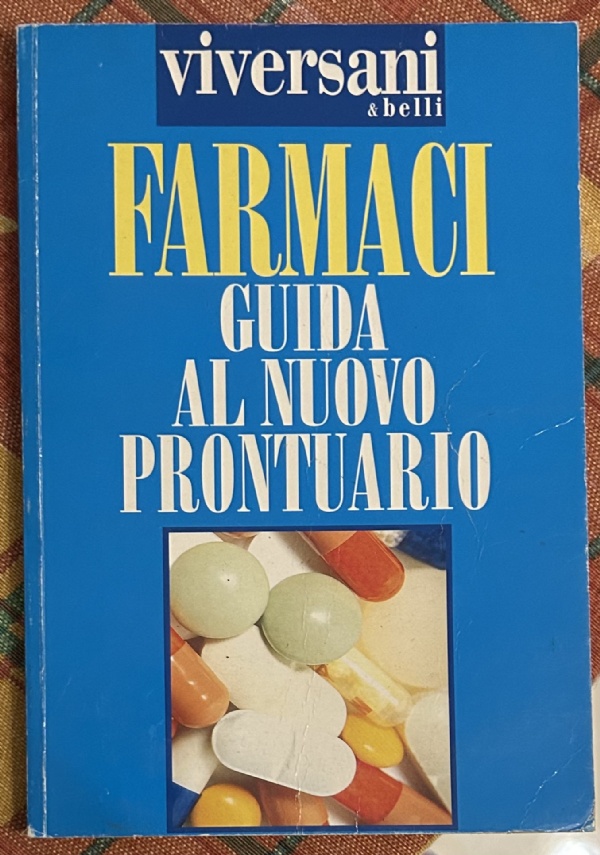 viversani
& belli
FARMACI
GUIDA
AL NUOVO
PRONTUARIO